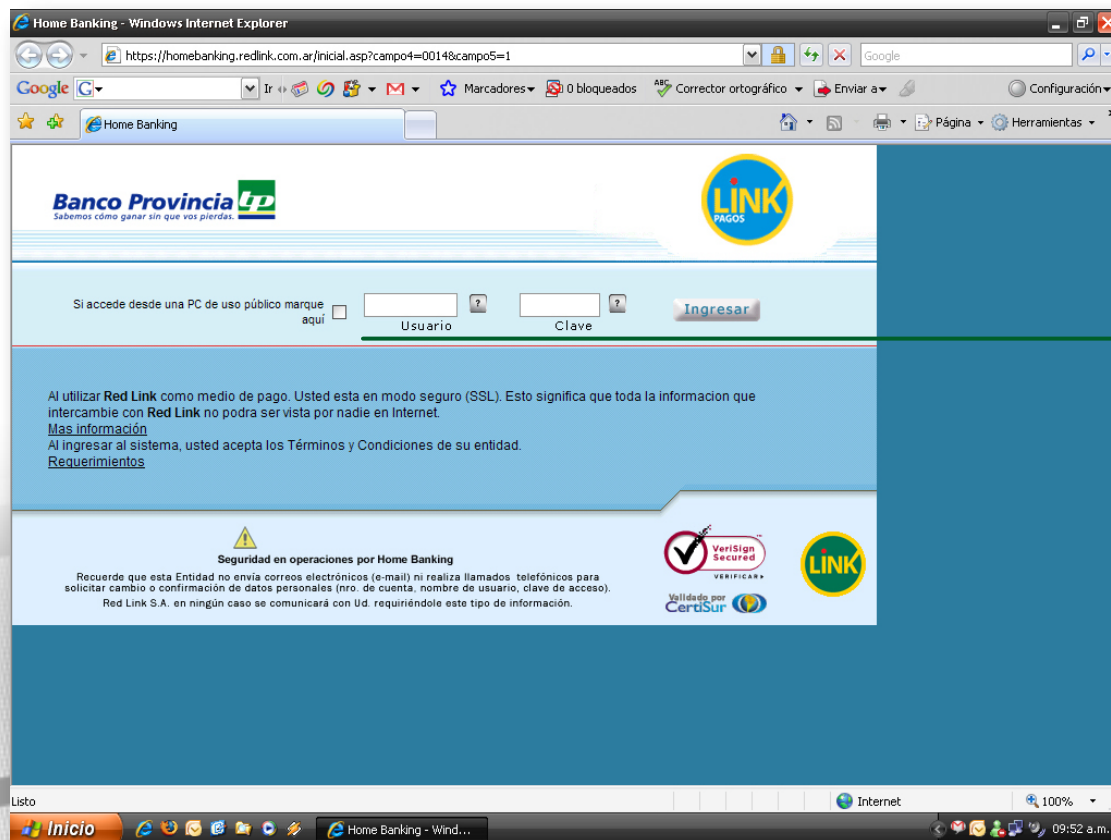 Home Banking - Windows Internet Explorer
https://homebanking.redlink.com.ar/inicial.asp?campo4=0014&campo5=1
Google
Google G Ir M Marcadores 0 bloqueados ABC Corrector ortográfico Enviar a Configuración
Home Banking Página Herramientas
Banco Provincia bp
Sabemos cómo ganar sin que vos pierdas.
LINK
PAGOS
Si accede desde una PC de uso público marque
aquí
? ? Ingresar
Usuario Clave
Al utilizar Red Link como medio de pago. Usted esta en modo seguro (SSL). Esto significa que toda la informacion que
intercambie con Red Link no podra ser vista por nadie en Internet.
Mas información
Al ingresar al sistema, usted acepta los Términos y Condiciones de su entidad.
Requerimientos
Seguridad en operaciones por Home Banking
Recuerde que esta Entidad no envía correos electrónicos (e-mail) ni realiza llamados telefónicos para
solicitar cambio o confirmación de datos personales (nro. de cuenta, nombre de usuario, clave de acceso).
Red Link S.A. en ningún caso se comunicará con Ud. requiriéndole este tipo de información.
VeriSign
Secured
VERIFICAR
Validado por
CertiSur
LINK
Listo Internet 100%
Inicio Home Banking - Wind... 09:52 a.m.